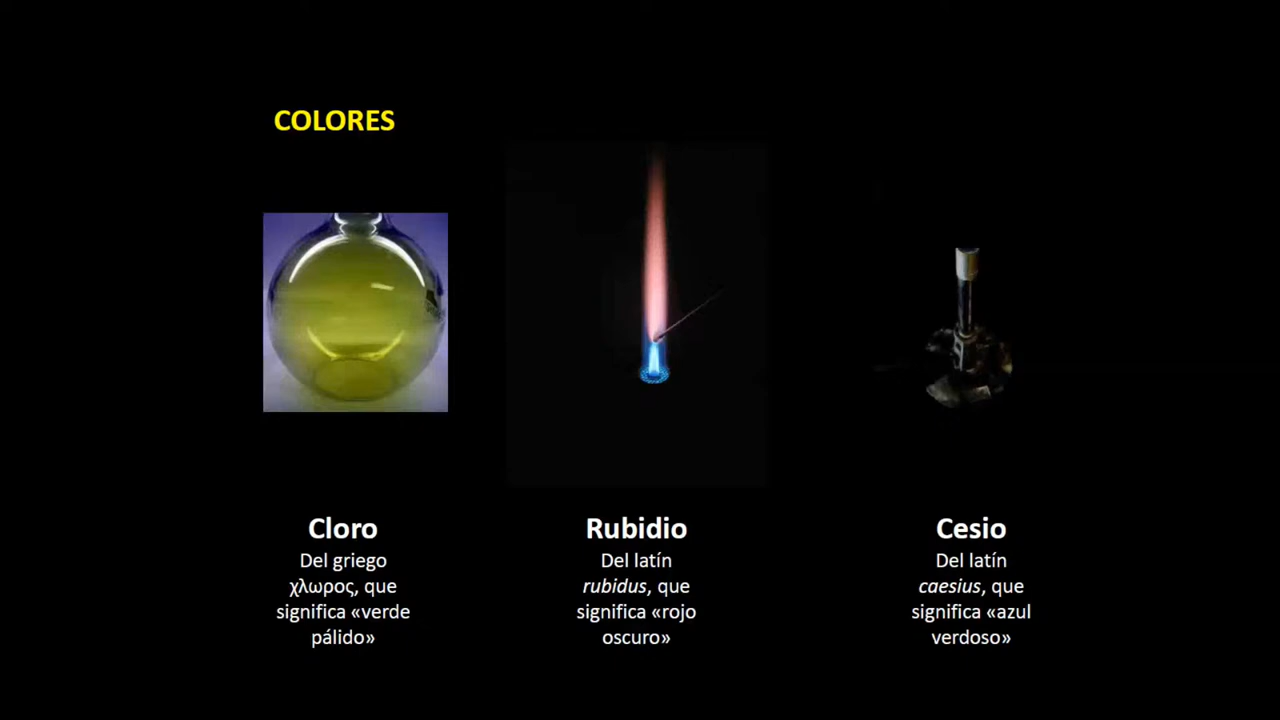 COLORES
Cloro
Del griego
χλωρος, que
significa «verde
pálido»
Rubidio
Del latín
rubidus, que
significa «rojo
oscuro»
Cesio
Del latín
caesius, que
significa «azul
verdoso»